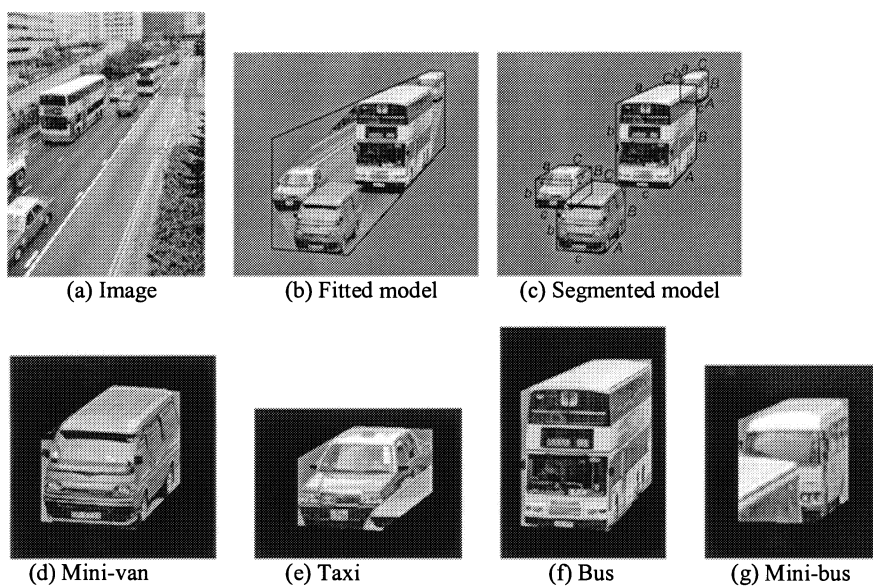 (a) Image
(b) Fitted model
(c) Segmented model
a
C
b
B
A
a
C
b
B
A
c
a
C
b
B
c
C
b
B
A
c
(d) Mini-van
(e) Taxi
(f) Bus
(g) Mini-bus